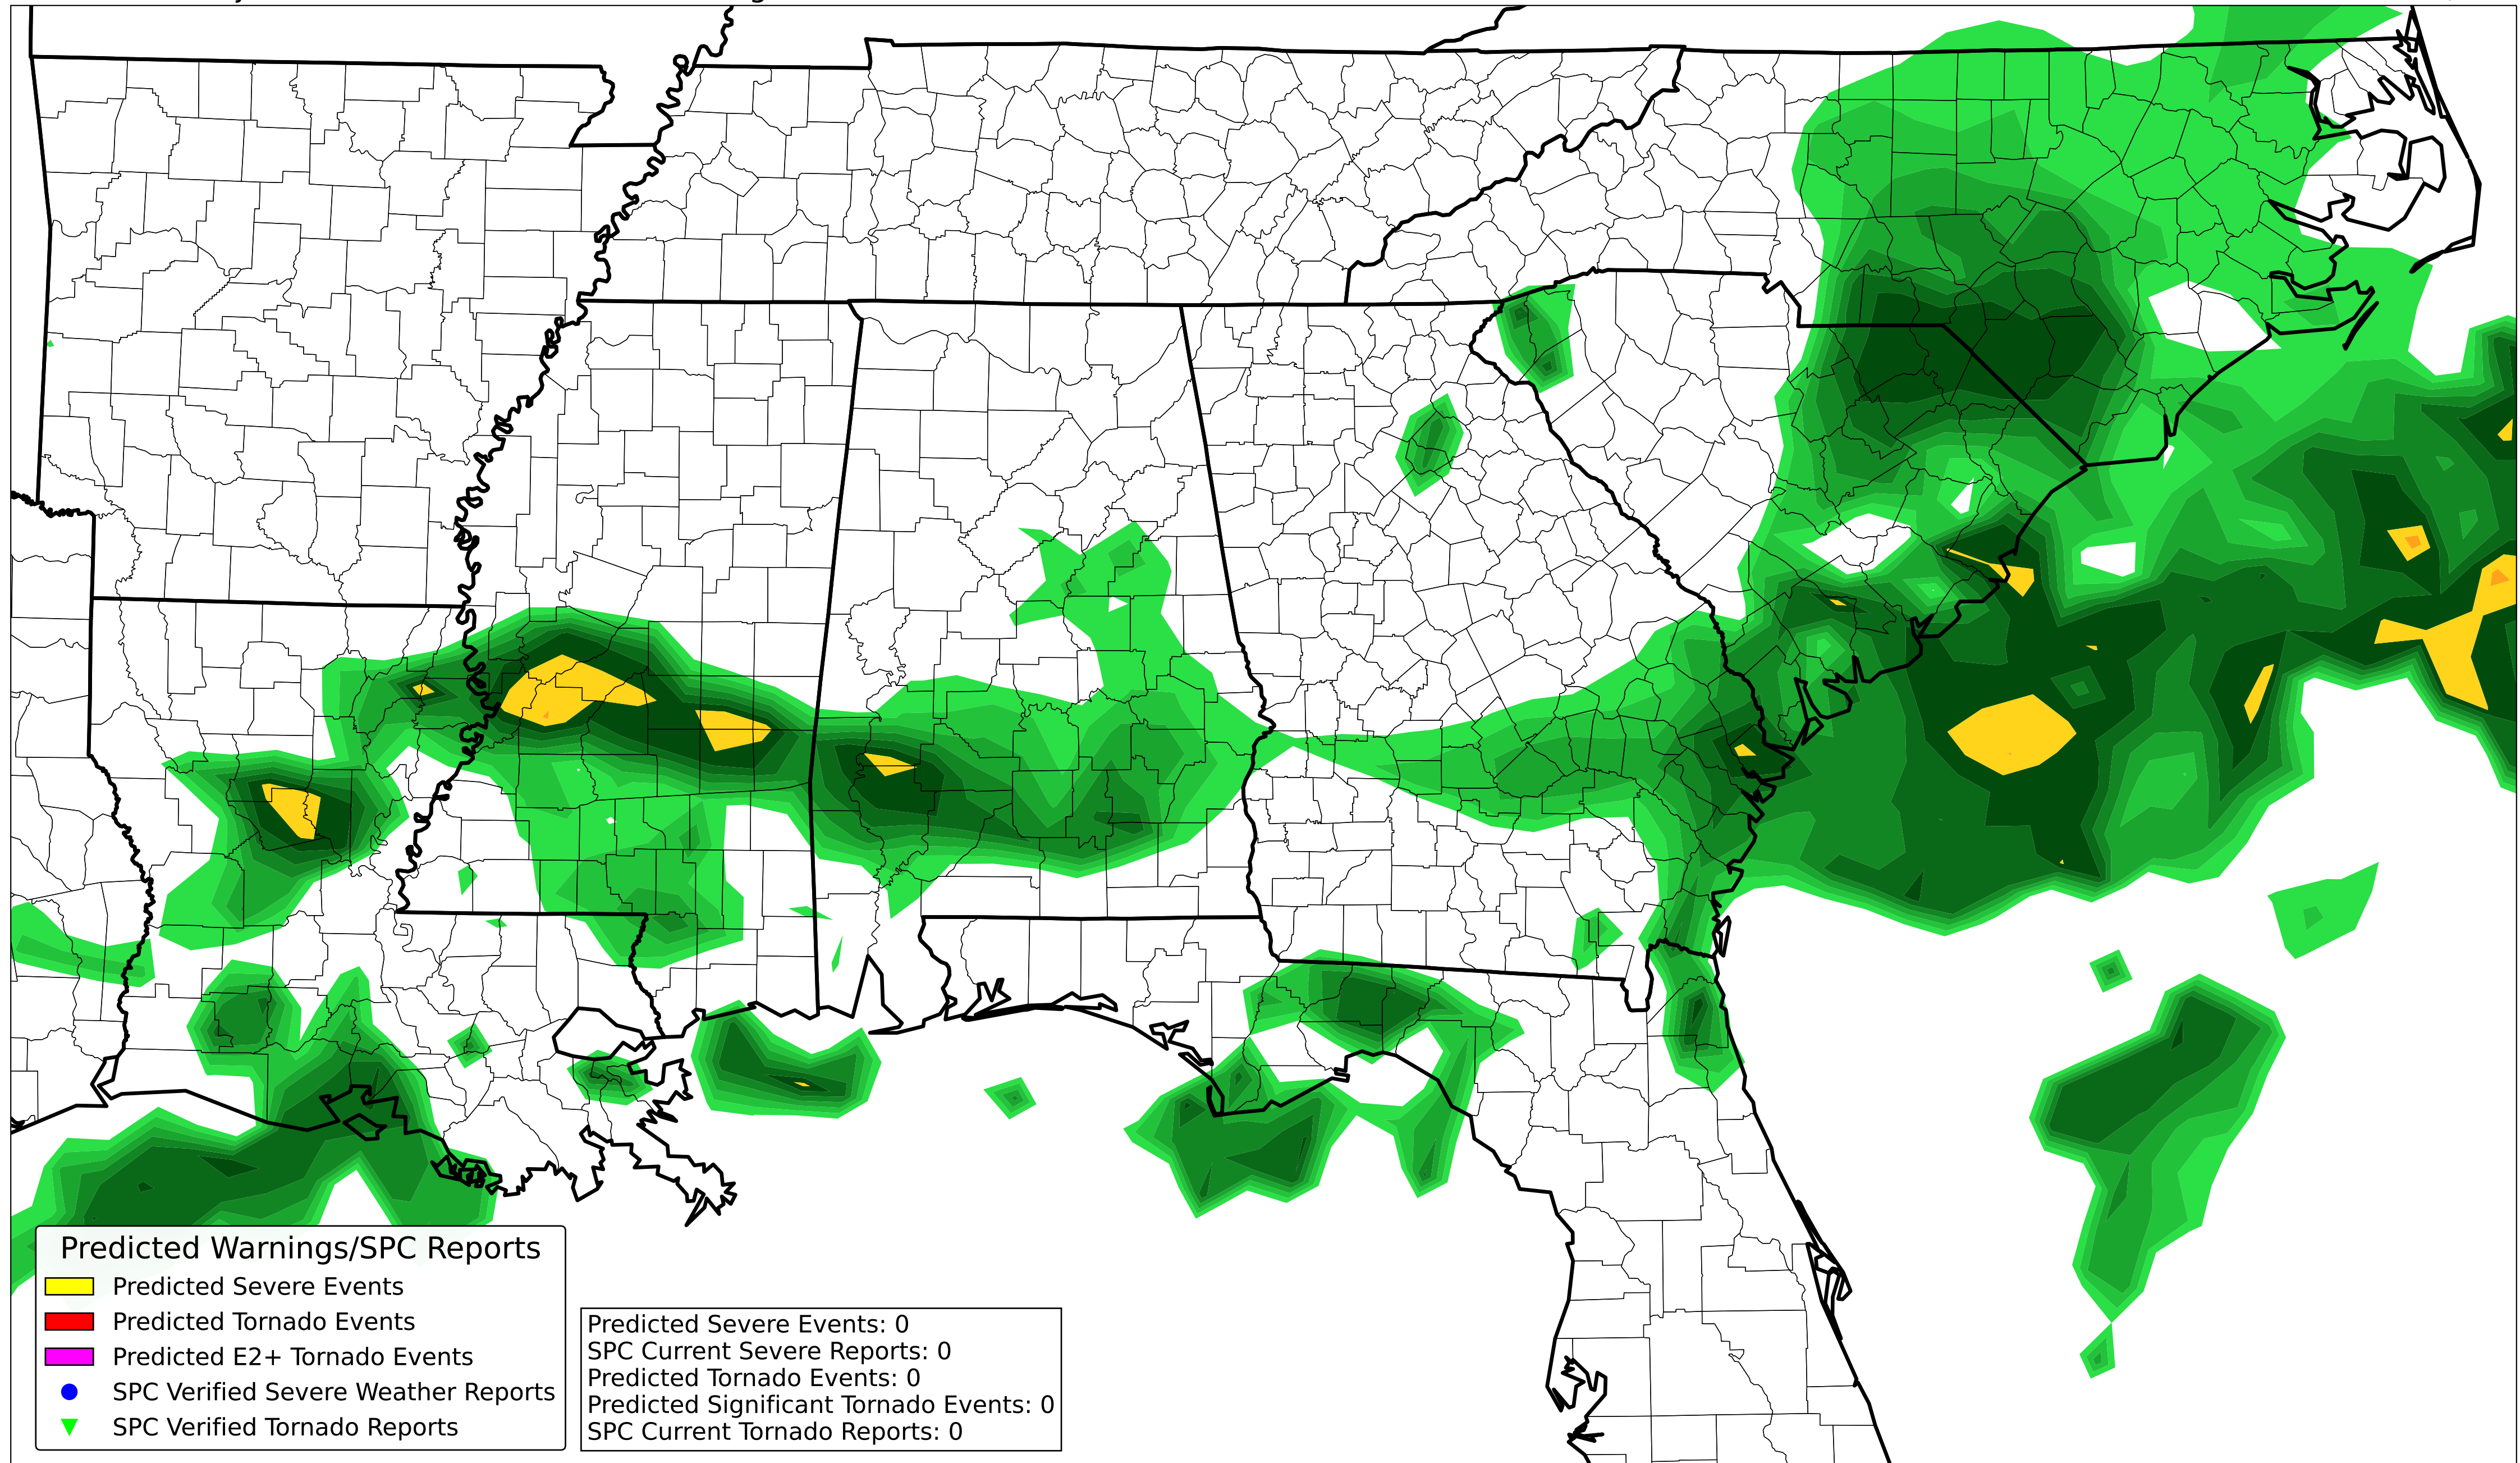 Predicted Warnings/SPC Reports
Predicted Severe Events
Predicted Tornado Events
Predicted E2+ Tornado Events
SPC Verified Severe Weather Reports
SPC Verified Tornado Reports
Predicted Severe Events: 0
SPC Current Severe Reports: 0
Predicted Tornado Events: 0
Predicted Significant Tornado Events: 0
SPC Current Tornado Reports: 0